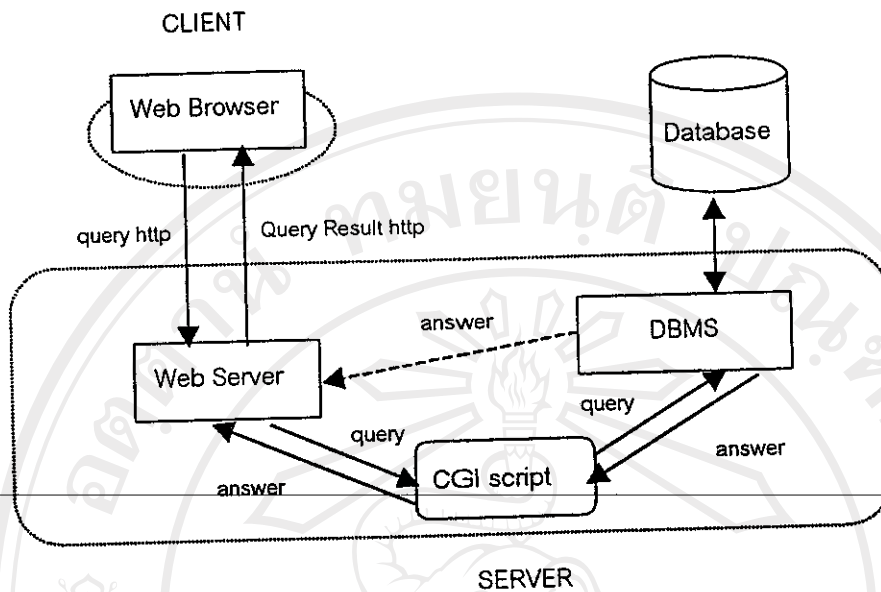 CLIENT
Web Browser
Database
query http
Query Result http
answer
DBMS
Web Server
query
query
answer
answer
CGI script
SERVER